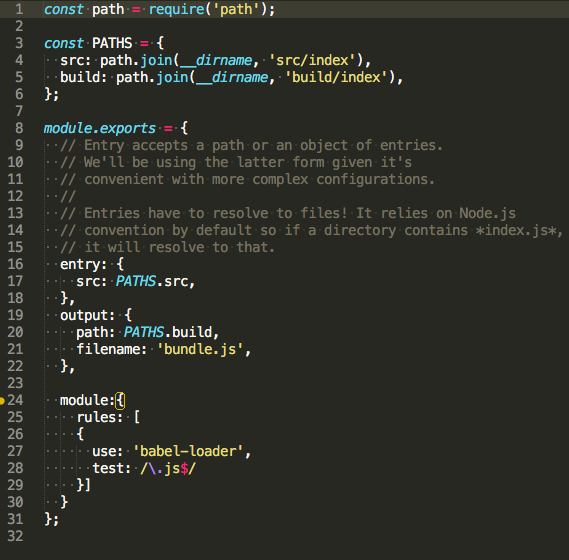 1 const path = require('path');
2
3 const PATHS = {
4   src: path.join(__dirname, 'src/index'),
5   build: path.join(__dirname, 'build/index'),
6 };
7
8 module.exports = {
9   // Entry accepts a path or an object of entries.
10   // We'll be using the latter form given it's
11   // convenient with more complex configurations.
12   //
13   // Entries have to resolve to files! It relies on Node.js
14   // convention by default so if a directory contains *index.js*,
15   // it will resolve to that.
16   entry: {
17     src: PATHS.src,
18   },
19   output: {
20     path: PATHS.build,
21     filename: 'bundle.js',
22   },
23
24   module:{
25     rules: [
26     {
27       use: 'babel-loader',
28       test: /\.js$/
29     }]
30   }
31 };
32